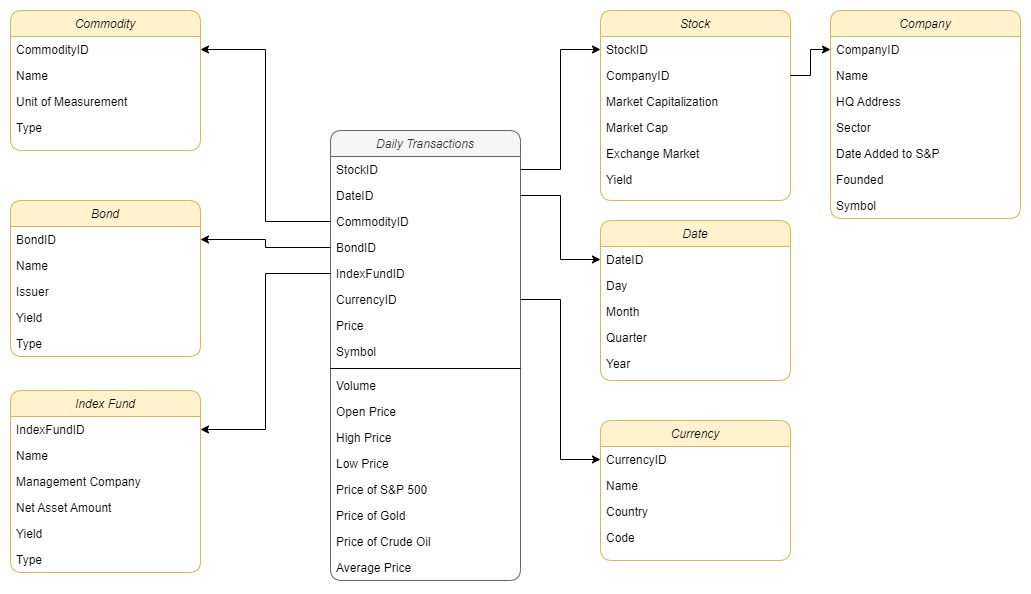 Commodity
CommodityID
Name
Unit of Measurement
Type
Bond
BondID
Name
Issuer
Yield
Type
Index Fund
IndexFundID
Name
Management Company
Net Asset Amount
Yield
Type
Daily Transactions
StockID
DateID
CommodityID
BondID
IndexFundID
CurrencyID
Price
Symbol
Volume
Open Price
High Price
Low Price
Price of S&P 500
Price of Gold
Price of Crude Oil
Average Price
Stock
StockID
CompanyID
Market Capitalization
Market Cap
Exchange Market
Yield
Date
DateID
Day
Month
Quarter
Year
Currency
CurrencyID
Name
Country
Code
Company
CompanyID
Name
HQ Address
Sector
Date Added to S&P
Founded
Symbol